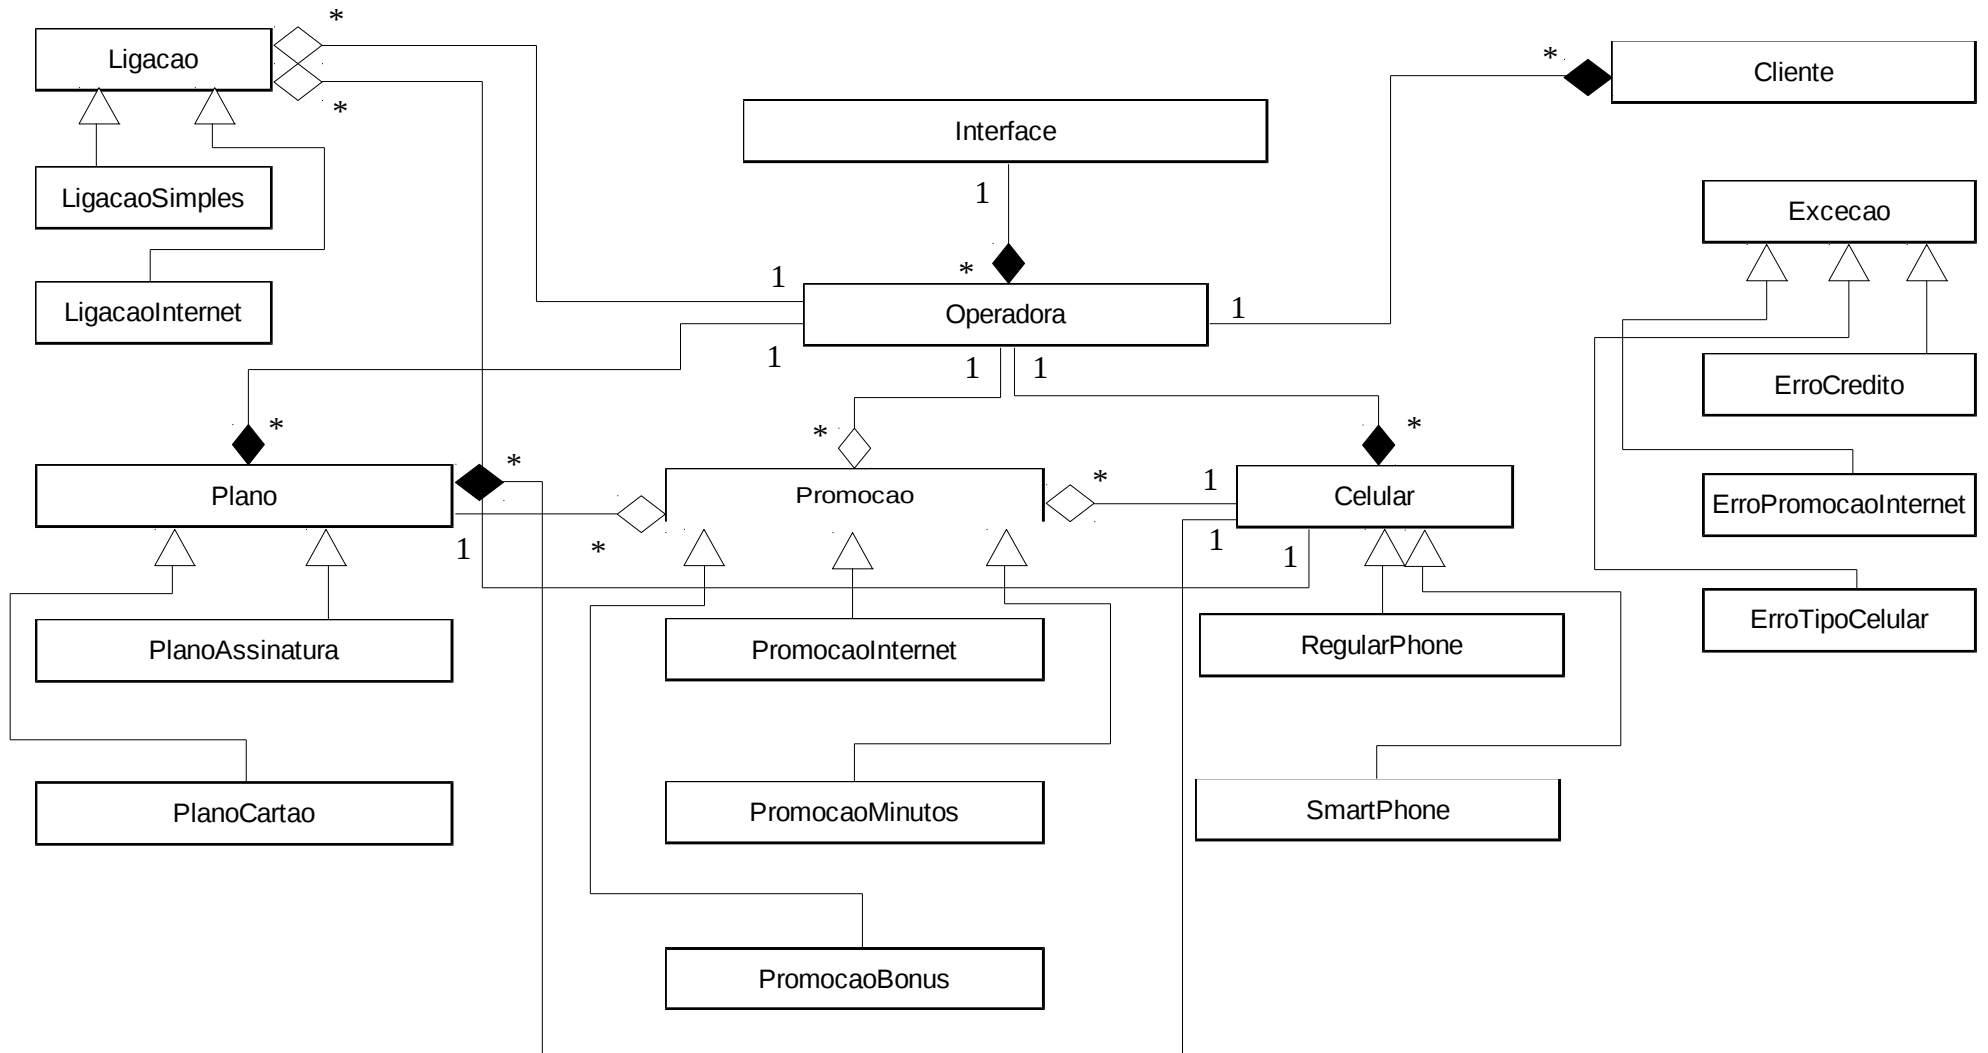 *
Ligacao
*
Cliente
*
Interface
1
LigacaoSimples
Excecao
*
1
1
LigacaoInternet
Operadora
1
1
1
1
ErroCredito
*
*
*
*
*
1
Plano
Promocao
Celular
ErroPromocaoInternet
1
*
1
1
ErroTipoCelular
PlanoAssinatura
PromocaoInternet
RegularPhone
PlanoCartao
PromocaoMinutos
SmartPhone
PromocaoBonus